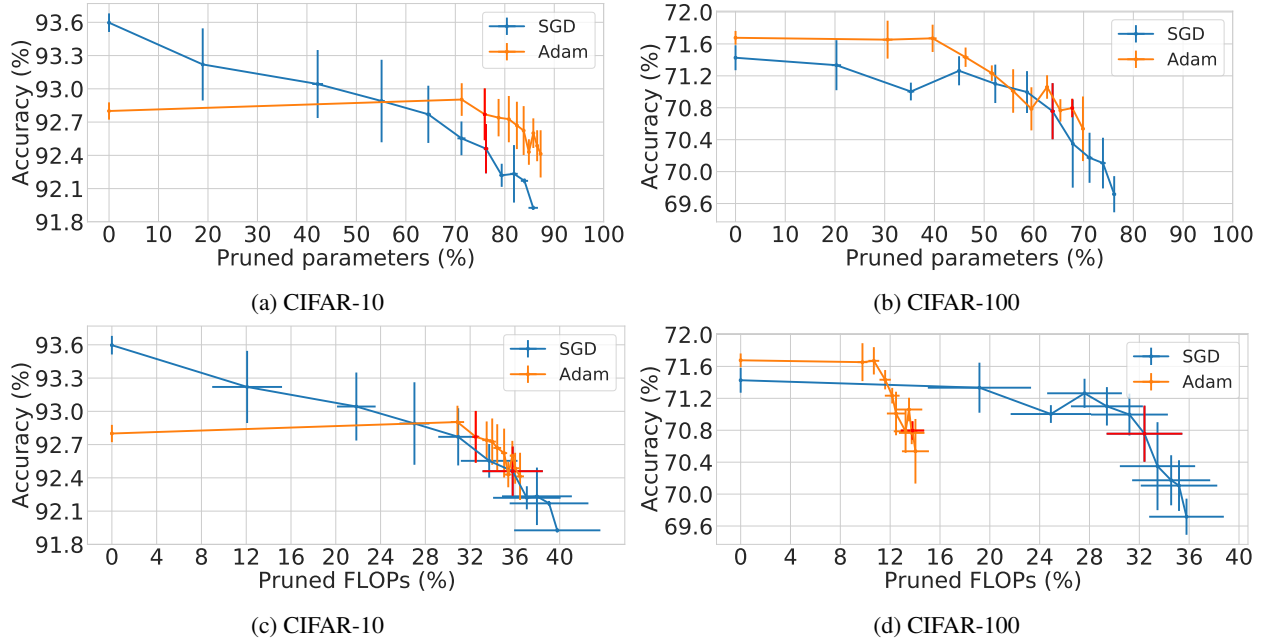 93.6
93.3
93.0
92.7
92.4
92.1
91.8
Accuracy (%)
SGD
Adam
0 10 20 30 40 50 60 70 80 90 100
Pruned parameters (%)
(a) CIFAR-10
72.0
71.6
71.2
70.8
70.4
70.0
69.6
Accuracy (%)
SGD
Adam
0 10 20 30 40 50 60 70 80 90 100
Pruned parameters (%)
(b) CIFAR-100
93.6
93.3
93.0
92.7
92.4
92.1
91.8
Accuracy (%)
SGD
Adam
0 4 8 12 16 20 24 28 32 36 40
Pruned FLOPs (%)
(c) CIFAR-10
72.0
71.6
71.2
70.8
70.4
70.0
69.6
Accuracy (%)
SGD
Adam
0 4 8 12 16 20 24 28 32 36 40
Pruned FLOPs (%)
(d) CIFAR-100